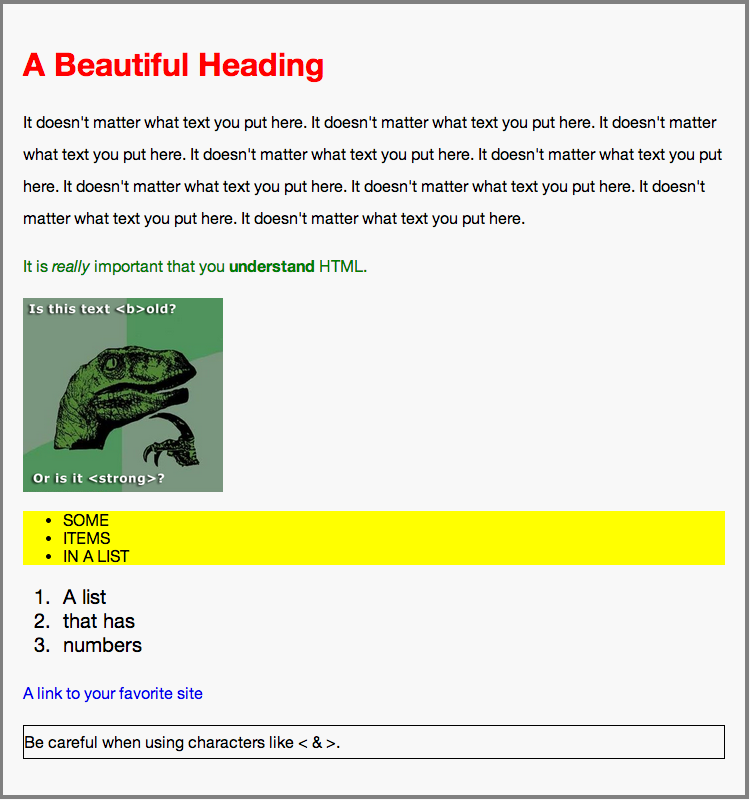 A Beautiful Heading
It doesn't matter what text you put here. It doesn't matter what text you put here. It doesn't matter
what text you put here. It doesn't matter what text you put here. It doesn't matter what text you put
here. It doesn't matter what text you put here. It doesn't matter what text you put here. It doesn't
matter what text you put here. It doesn't matter what text you put here.
It is really important that you understand HTML.
Is this text <b>old?
Or is it <strong>?
• SOME
• ITEMS
• IN A LIST
1. A list
2. that has
3. numbers
A link to your favorite site
Be careful when using characters like < & >.